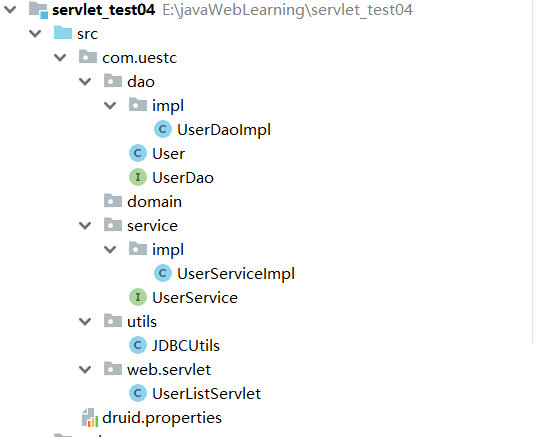 servlet_test04 E:\javaWebLearning\servlet_test04
src
com.uestc
dao
impl
C UserDaoImpl
C User
I UserDao
domain
service
impl
C UserServiceImpl
I UserService
utils
C JDBCUtils
web.servlet
C UserListServlet
druid.properties